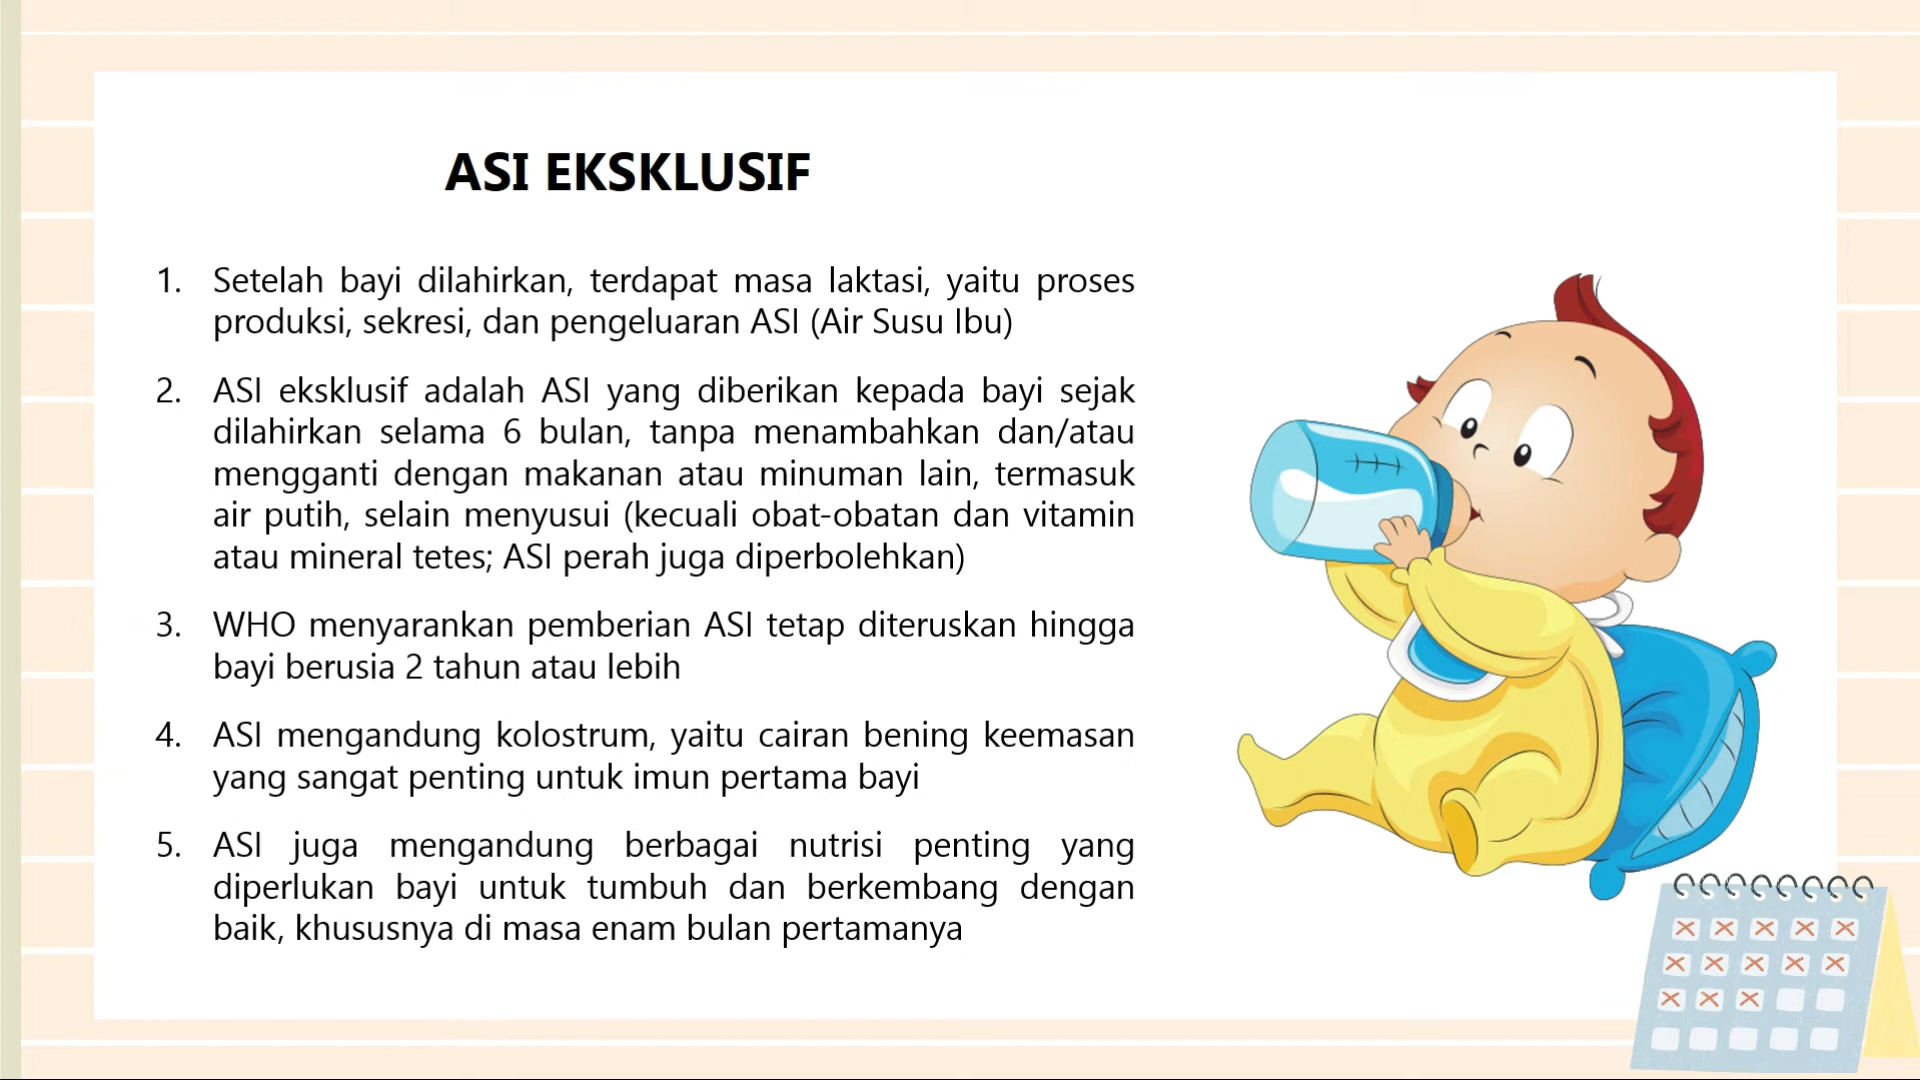 ASI EKSKLUSIF
1. Setelah bayi dilahirkan, terdapat masa laktasi, yaitu proses
produksi, sekresi, dan pengeluaran ASI (Air Susu Ibu)
2. ASI eksklusif adalah ASI yang diberikan kepada bayi sejak
dilahirkan selama 6 bulan, tanpa menambahkan dan/atau
mengganti dengan makanan atau minuman lain, termasuk
air putih, selain menyusui (kecuali obat-obatan dan vitamin
atau mineral tetes; ASI perah juga diperbolehkan)
3. WHO menyarankan pemberian ASI tetap diteruskan hingga
bayi berusia 2 tahun atau lebih
4. ASI mengandung kolostrum, yaitu cairan bening keemasan
yang sangat penting untuk imun pertama bayi
5. ASI juga mengandung berbagai nutrisi penting yang
diperlukan bayi untuk tumbuh dan berkembang dengan
baik, khususnya di masa enam bulan pertamanya